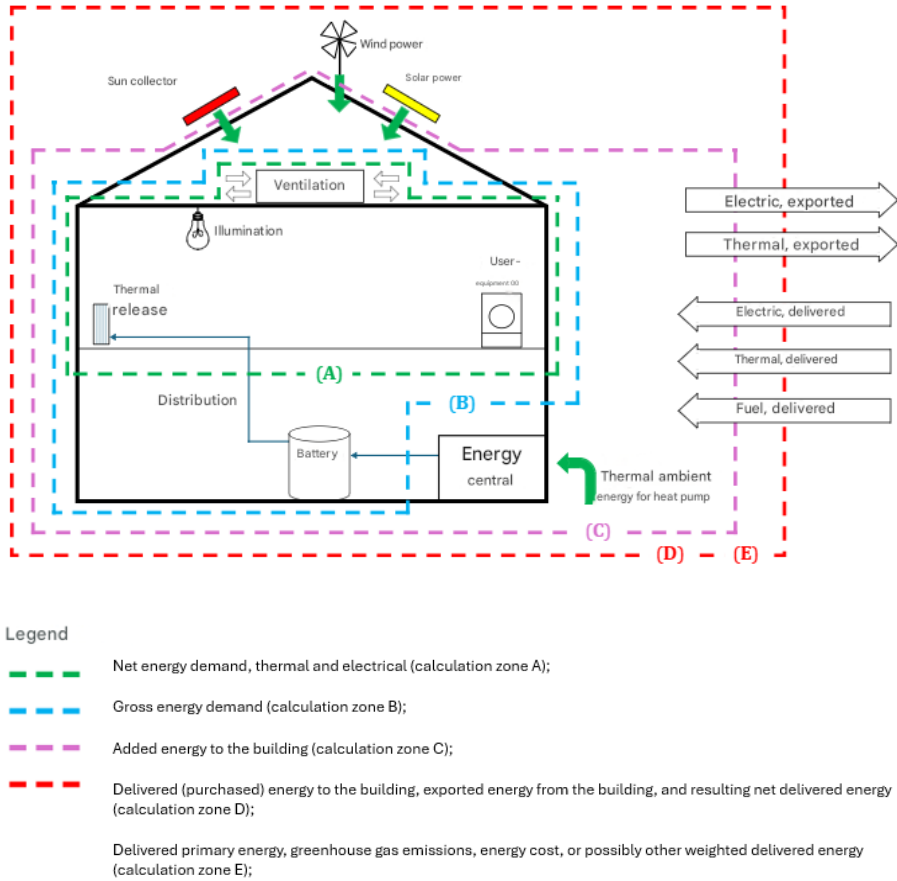 Wind power
Sun collector
Solar power
Ventilation
Electric, exported
Illumination
Thermal, exported
User-
equipment 00
Thermal
release
Electric, delivered
Thermal, delivered
(A)
Distribution
(B)
Fuel, delivered
Battery
Energy
central
Thermal ambient
energy for heat pump
(C)
(D)
(E)
Legend
Net energy demand, thermal and electrical (calculation zone A);
Gross energy demand (calculation zone B);
Added energy to the building (calculation zone C);
Delivered (purchased) energy to the building, exported energy from the building, and resulting net delivered energy
(calculation zone D);
Delivered primary energy, greenhouse gas emissions, energy cost, or possibly other weighted delivered energy
(calculation zone E);